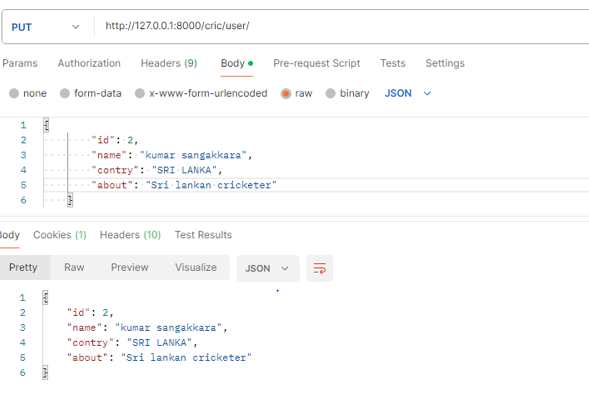 PUT http://127.0.0.1:8000/cric/user/
Params Authorization Headers (9) Body Pre-request Script Tests Settings
none form-data x-www-form-urlencoded raw binary JSON
1 {
2 "id": 2,
3 "name": "kumar sangakkara",
4 "contry": "SRI LANKA",
5 "about": "Sri lankan cricketer"
6 }
Body Cookies (1) Headers (10) Test Results
Pretty Raw Preview Visualize JSON
1 {
2 "id": 2,
3 "name": "kumar sangakkara",
4 "contry": "SRI LANKA",
5 "about": "Sri lankan cricketer"
6 }